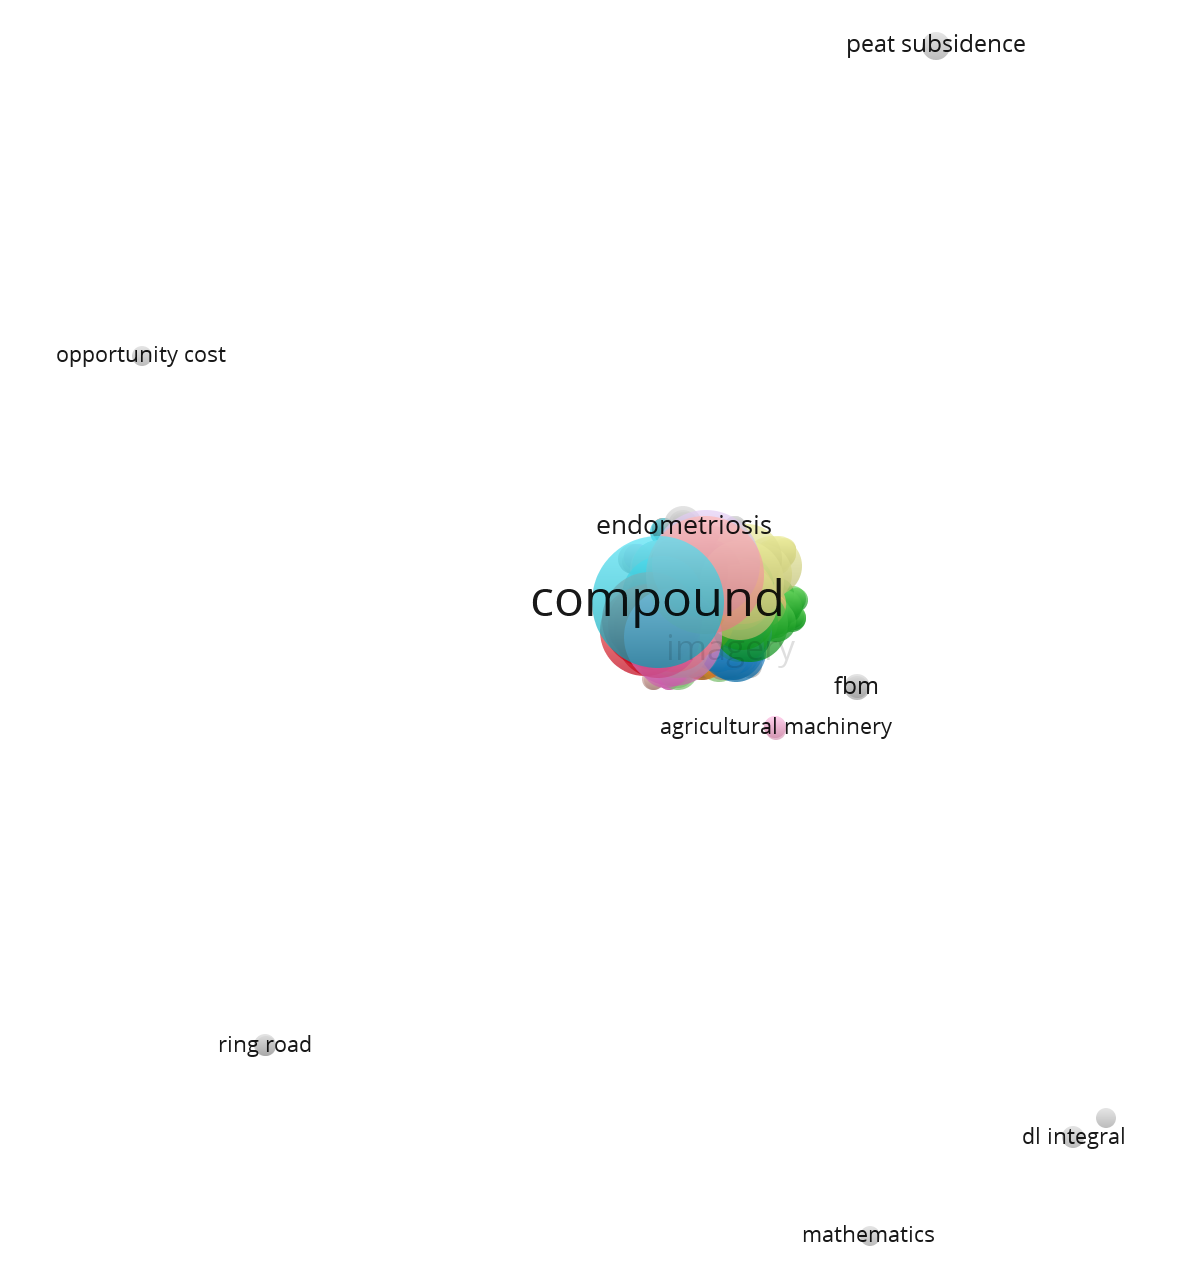 peat subsidence
opportunity cost
endometriosis
compound
imagery
fbm
agricultural machinery
ring road
dl integral
mathematics